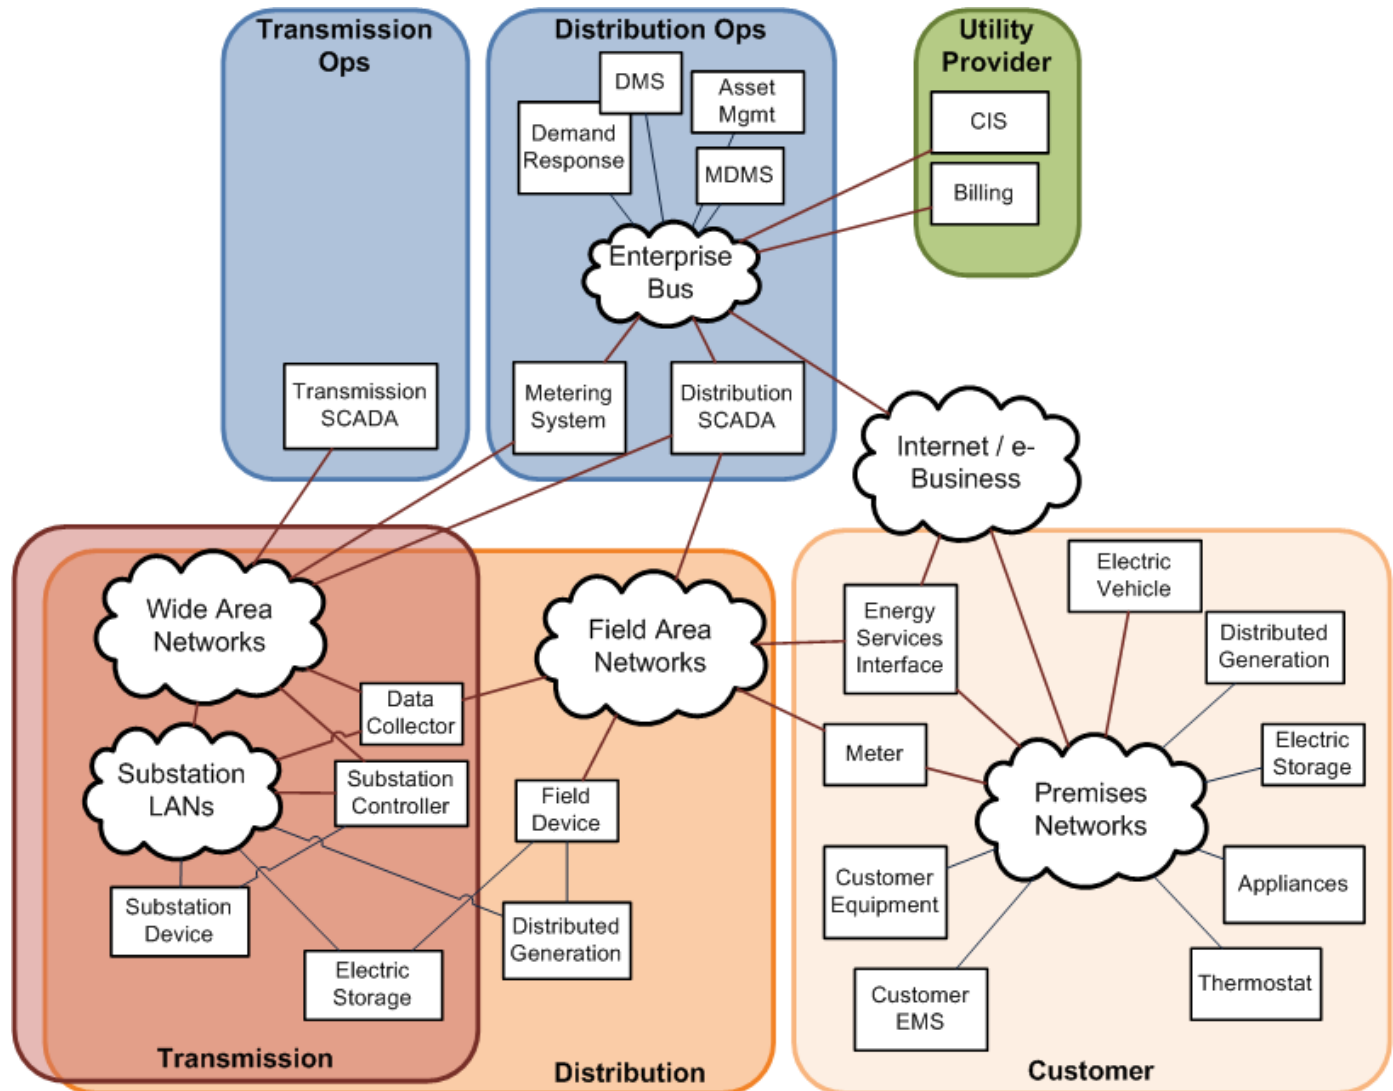 Transmission
Ops
Distribution Ops
Utility
Provider
DMS
Asset
Mgmt
Demand
Response
MDMS
CIS
Billing
Enterprise
Bus
Transmission
SCADA
Metering
System
Distribution
SCADA
Internet / e-
Business
Wide Area
Networks
Field Area
Networks
Energy
Services
Interface
Electric
Vehicle
Distributed
Generation
Data
Collector
Substation
LANs
Substation
Controller
Field
Device
Meter
Premises
Networks
Electric
Storage
Substation
Device
Electric
Storage
Distributed
Generation
Customer
Equipment
Appliances
Customer
EMS
Thermostat
Transmission
Distribution
Customer